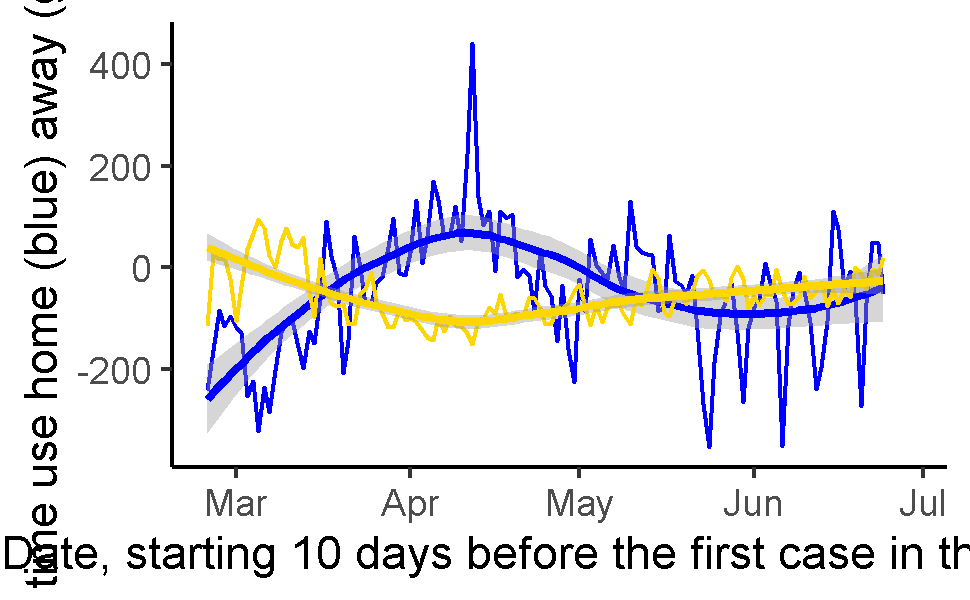 time use home (blue) away (
400
200
0
-200
Mar Apr May Jun Jul
Date, starting 10 days before the first case in th